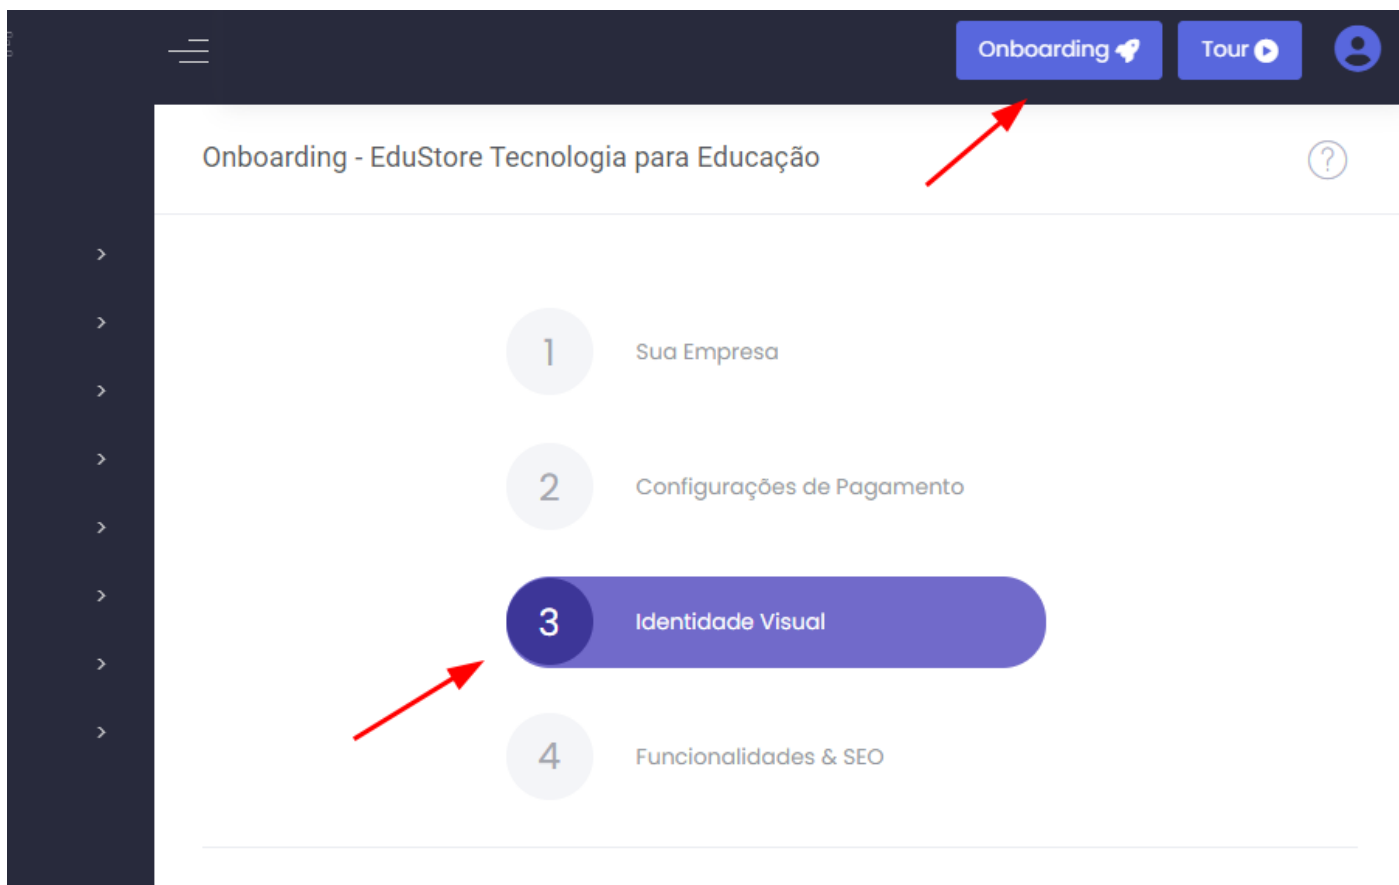 Onboarding
Tour
Onboarding - EduStore Tecnologia para Educação
?
1
Sua Empresa
2
Configurações de Pagamento
3
Identidade Visual
4
Funcionalidades & SEO